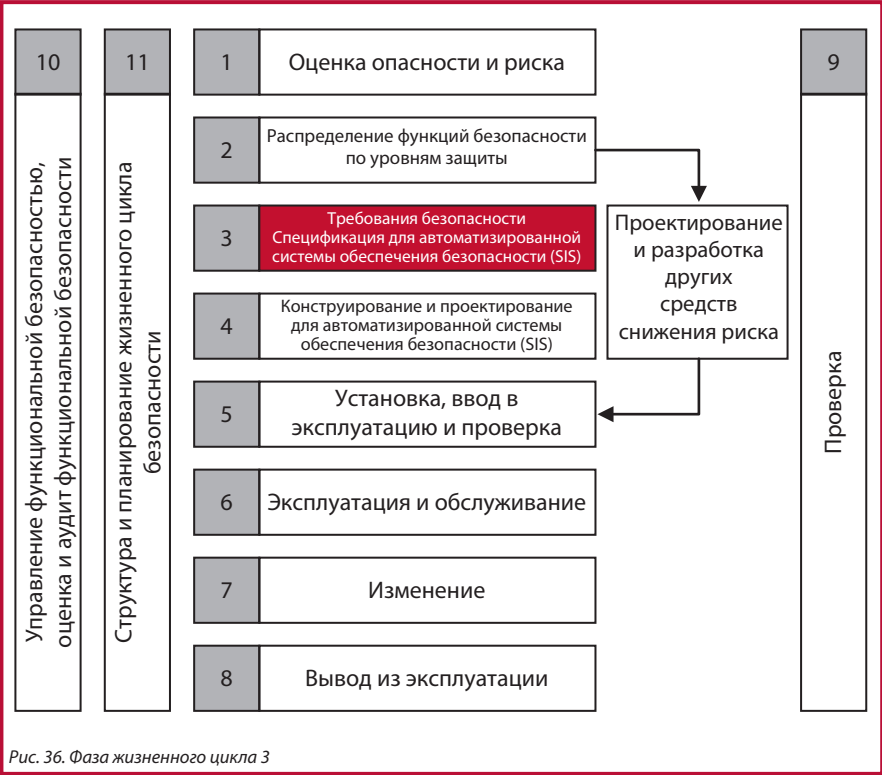 10
Управление функциональной безопасностью,
оценка и аудит функциональной безопасности
11
Структура и планирование жизненного цикла
безопасности
1
Оценка опасности и риска
2
Распределение функций безопасности
по уровням защиты
3
Требования безопасности
Спецификация для автоматизированной
системы обеспечения безопасности (SIS)
4
Конструирование и проектирование
для автоматизированной системы
обеспечения безопасности (SIS)
5
Установка, ввод в
эксплуатацию и проверка
6
Эксплуатация и обслуживание
7
Изменение
8
Вывод из эксплуатации
Проектирование
и разработка
других
средств
снижения риска
9
Проверка
Рис. 36. Фаза жизненного цикла 3